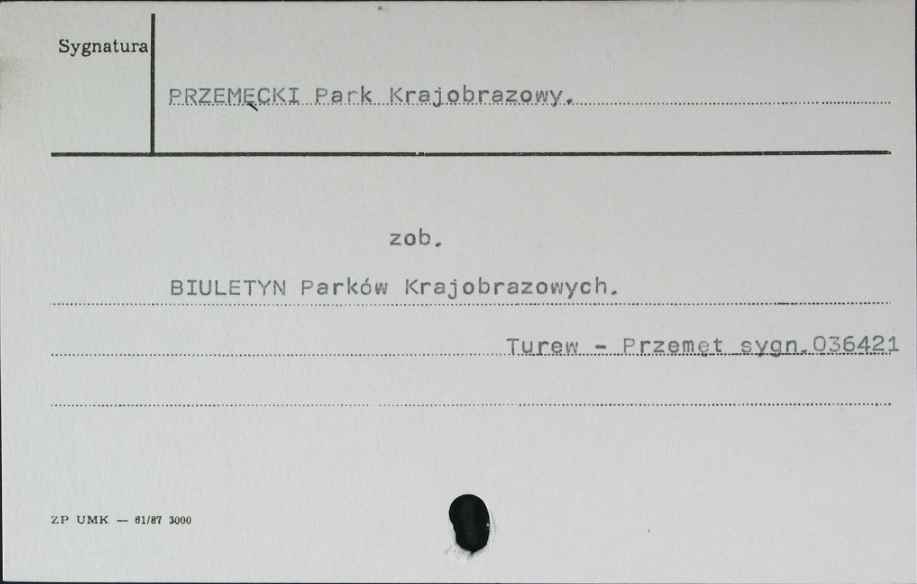 Sygnatura
PRZEMĘCKI Park Krajobrazowy.
zob.
BIULETYN Parków Krajobrazowych.
Turew - Przemęt sygn.036421
ZP UMK — 61/87 3000